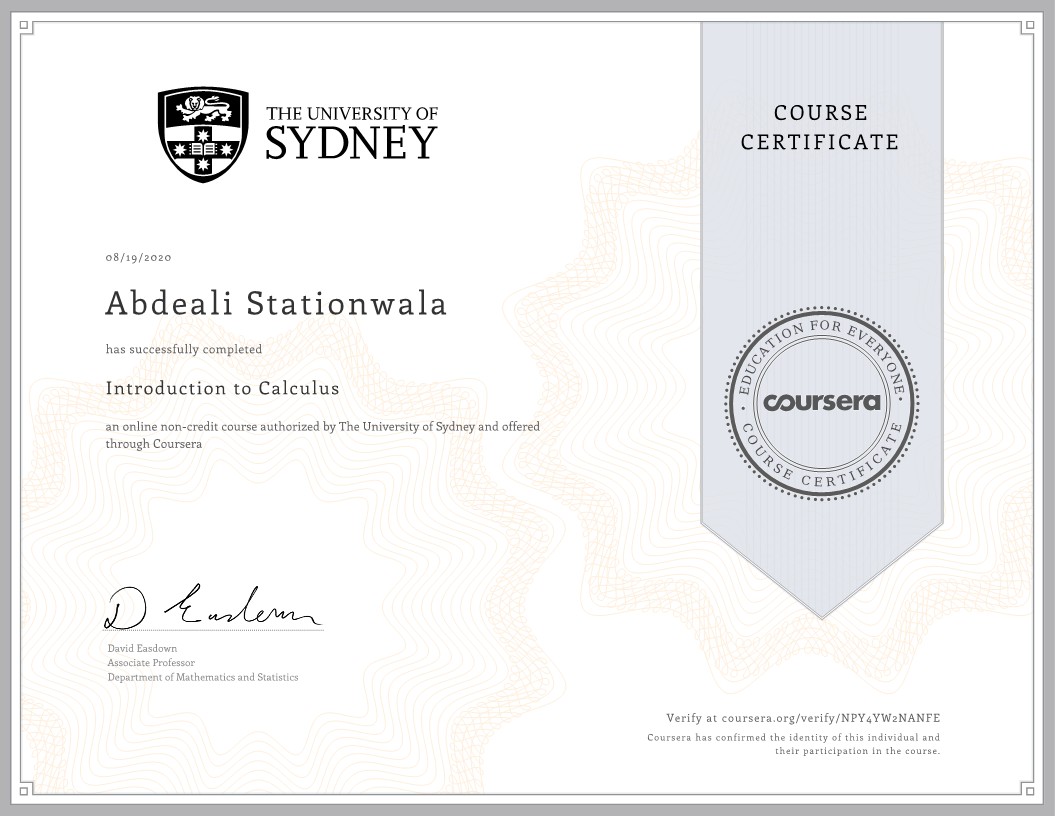 THE UNIVERSITY OF
SYDNEY
COURSE
CERTIFICATE
08/19/2020
Abdeali Stationwala
has successfully completed
Introduction to Calculus
an online non-credit course authorized by The University of Sydney and offered
through Coursera
EDUCATION FOR EVERYONE
coursera
COURSE CERTIFICATE
D Easdown
David Easdown
Associate Professor
Department of Mathematics and Statistics
Verify at coursera.org/verify/NPY4YW2NANFE
Coursera has confirmed the identity of this individual and
their participation in the course.